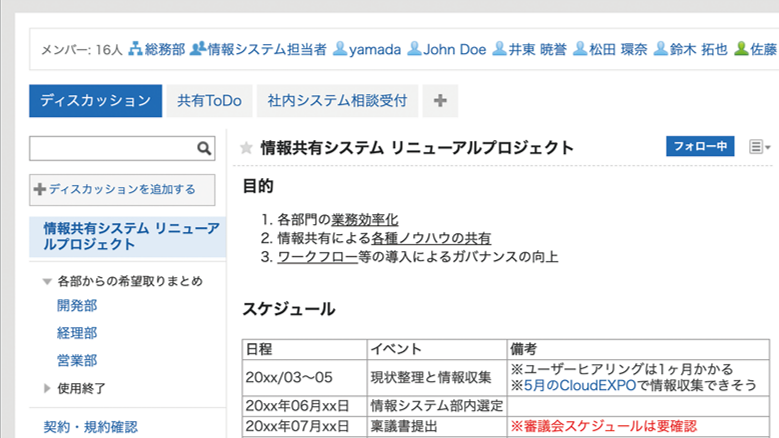 メンバー: 16人 総務部 情報システム担当者 yamada John Doe 井東 暁誉 松田 環奈 鈴木 拓也 佐藤
ディスカッション 共有ToDo 社内システム相談受付
情報共有システム リニューアルプロジェクト フォロー中
ディスカッションを追加する
情報共有システム リニューア
ルプロジェクト
各部からの希望取りまとめ
開発部
経理部
営業部
使用終了
契約・規約確認
目的
1. 各部門の業務効率化
2. 情報共有による各種ノウハウの共有
3. ワークフロー等の導入によるガバナンスの向上
スケジュール
日程 イベント 備考
20xx/03〜05 現状整理と情報収集 ※ユーザーヒアリングは1ヶ月かかる
※5月のCloudEXPOで情報収集できそう
20xx年06月xx日 情報システム部内選定
20xx年07月xx日 稟議書提出 ※審議会スケジュールは要確認